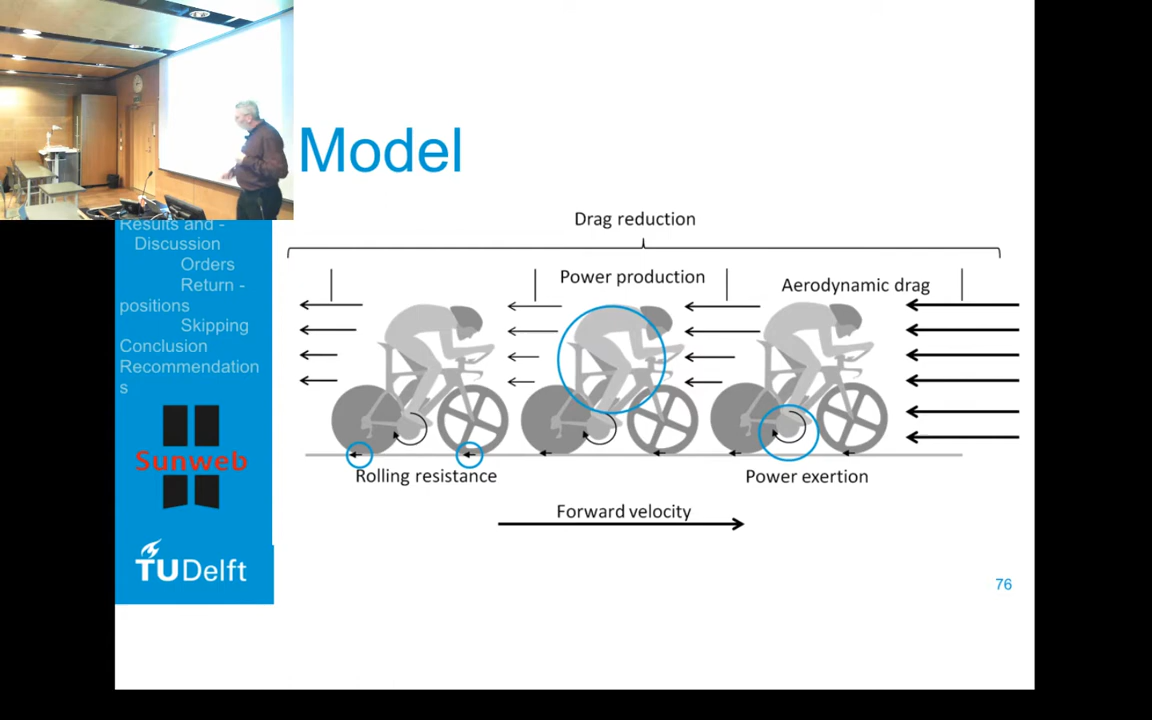 Model
Results and -
Discussion
Orders
Return -
positions
Skipping
Conclusion
Recommendation
s
Sunweb
TUDelft
Drag reduction
Power production
Aerodynamic drag
Rolling resistance
Power exertion
Forward velocity
76